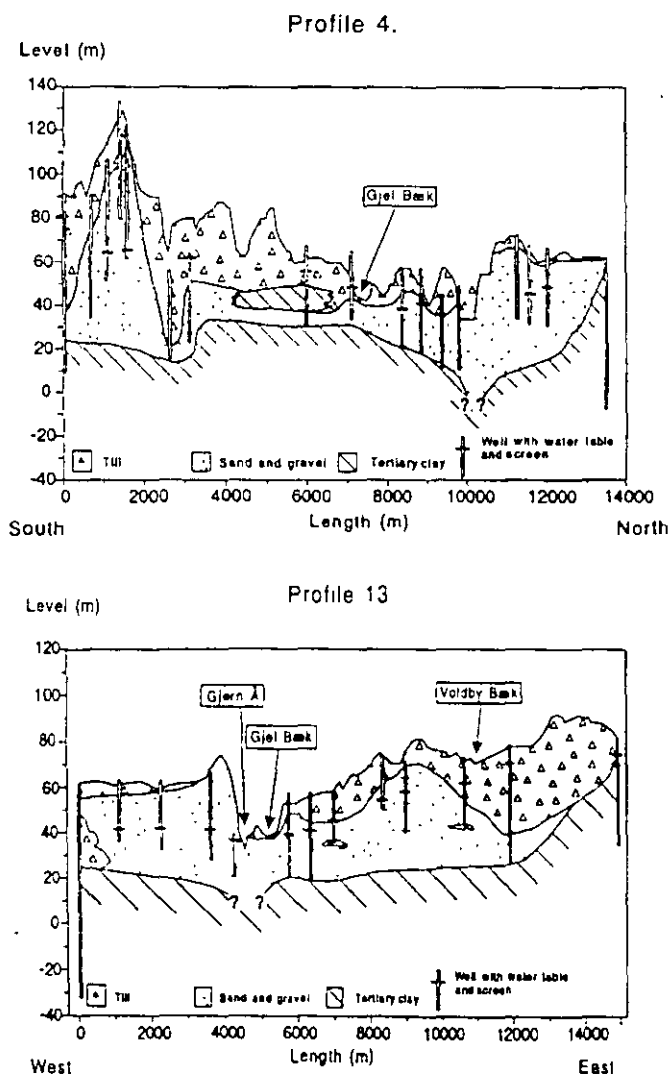 Profile 4.
Level (m)
140
120
100
80
60
40
20
0
-20
-40
Gjel Bæk
? ?
Till
Sand and gravel
Tertiary clay
Well with water table
and screen
0 2000 4000 6000 8000 10000 12000 14000
South Length (m) North
Profile 13
Level (m)
120
100
80
60
40
20
0
-20
-40
Gjern Å
Gjel Bæk
Voldby Bæk
? ?
Till
Sand and gravel
Tertiary clay
Well with water table
and screen
0 2000 4000 6000 8000 10000 12000 14000
West Length (m) East